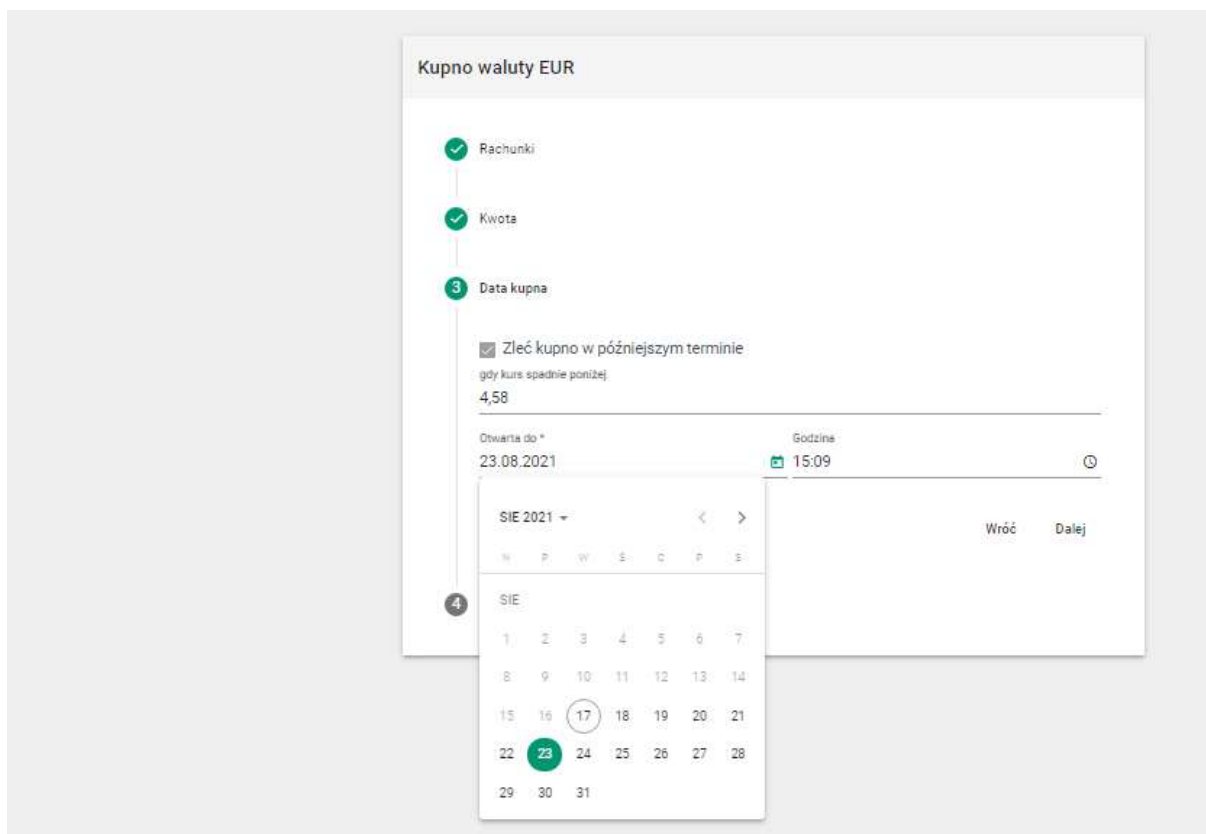 Kupno waluty EUR
Rachunki
Kwota
3 Data kupna
Zleć kupno w późniejszym terminie
gdy kurs spadnie poniżej
4,58
Otwarta do * Godzina
23.08.2021 15:09
SIE 2021
Wróć Dalej
N P W Ś C P S
4
SIE
1 2 3 4 5 6 7
8 9 10 11 12 13 14
15 16 17 18 19 20 21
22 23 24 25 26 27 28
29 30 31